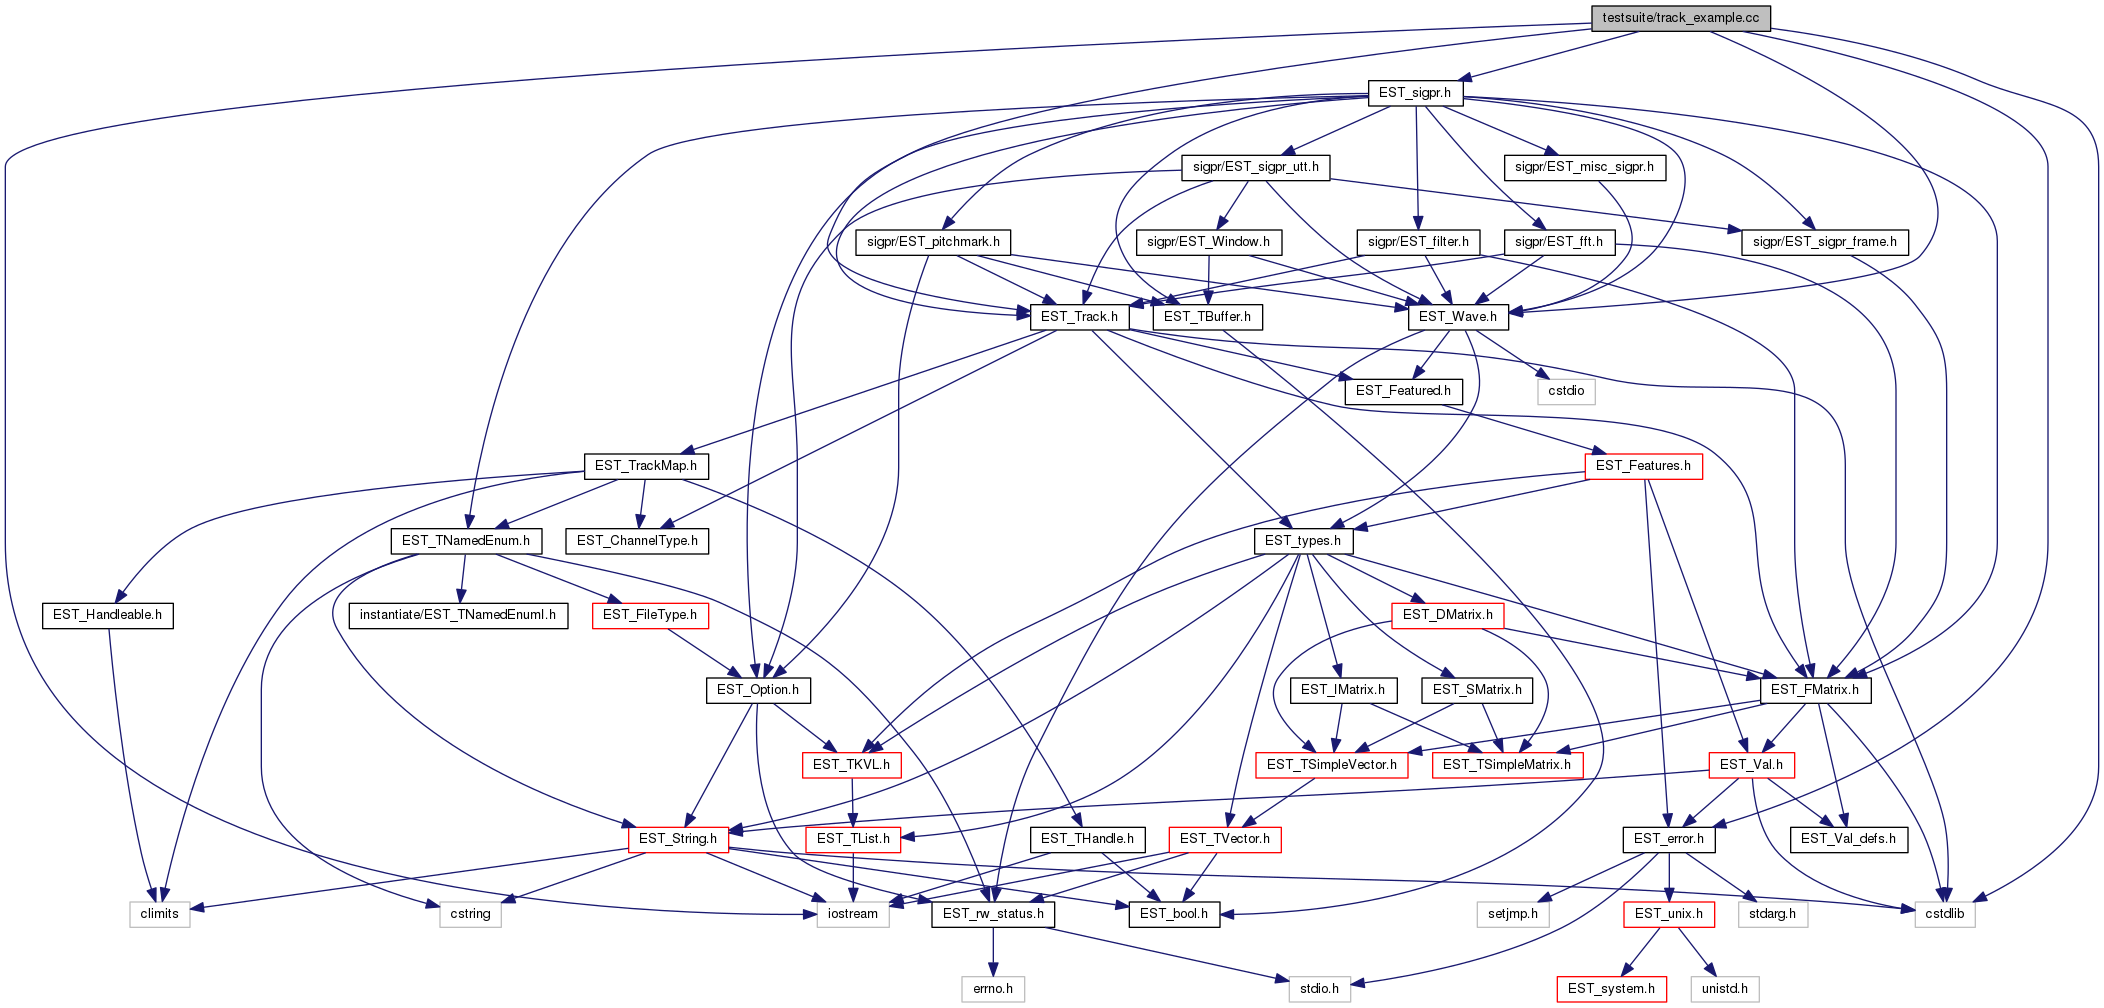 testsuite/track_example.cc
EST_sigpr.h
sigpr/EST_sigpr_utt.h
sigpr/EST_misc_sigpr.h
sigpr/EST_pitchmark.h
sigpr/EST_Window.h
sigpr/EST_filter.h
sigpr/EST_fft.h
sigpr/EST_sigpr_frame.h
EST_Track.h
EST_TBuffer.h
EST_Wave.h
EST_Featured.h
cstdio
EST_TrackMap.h
EST_Features.h
EST_TNamedEnum.h
EST_ChannelType.h
EST_types.h
EST_Handleable.h
instantiate/EST_TNamedEnumI.h
EST_FileType.h
EST_DMatrix.h
EST_Option.h
EST_IMatrix.h
EST_SMatrix.h
EST_FMatrix.h
EST_TKVL.h
EST_TSimpleVector.h
EST_TSimpleMatrix.h
EST_Val.h
EST_String.h
EST_TList.h
EST_THandle.h
EST_TVector.h
EST_error.h
EST_Val_defs.h
climits
cstring
iostream
EST_rw_status.h
EST_bool.h
setjmp.h
EST_unix.h
stdarg.h
cstdlib
errno.h
stdio.h
EST_system.h
unistd.h